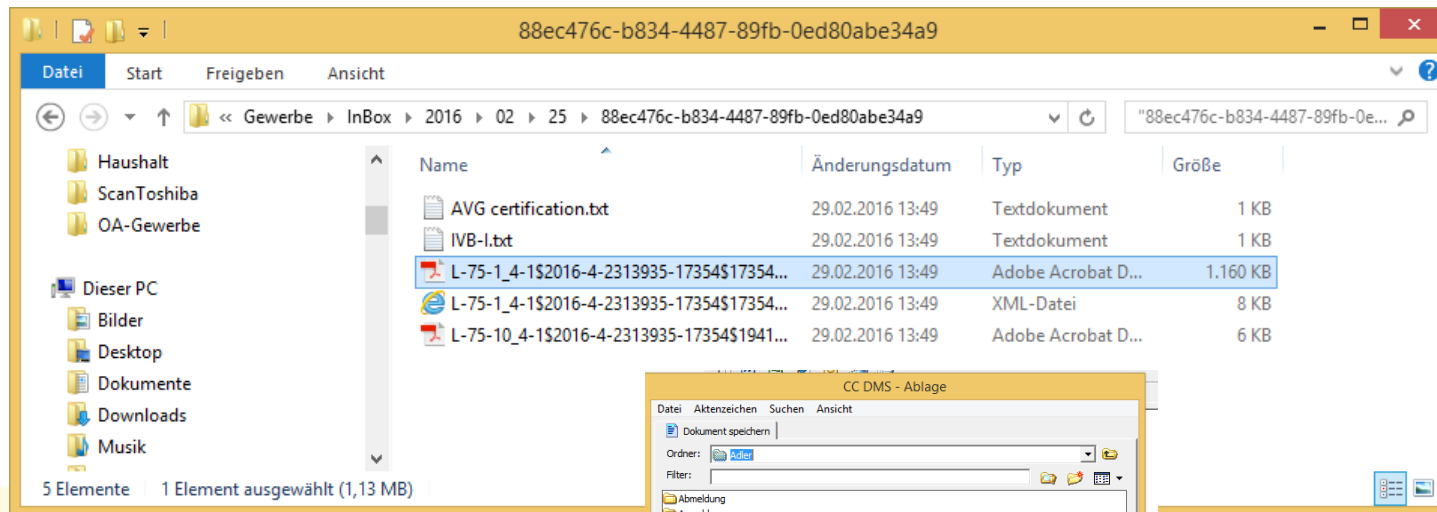 88ec476c-b834-4487-89fb-0ed80abe34a9
Datei Start Freigeben Ansicht
« Gewerbe InBox 2016 02 25 88ec476c-b834-4487-89fb-0ed80abe34a9 "88ec476c-b834-4487-89fb-0e...
Haushalt
ScanToshiba
OA-Gewerbe
Dieser PC
Bilder
Desktop
Dokumente
Downloads
Musik
Name Änderungsdatum Typ Größe
AVG certification.txt 29.02.2016 13:49 Textdokument 1 KB
IVB-I.txt 29.02.2016 13:49 Textdokument 1 KB
L-75-1_4-1$2016-4-2313935-17354$17354... 29.02.2016 13:49 Adobe Acrobat D... 1.160 KB
L-75-1_4-1$2016-4-2313935-17354$17354... 29.02.2016 13:49 XML-Datei 8 KB
L-75-10_4-1$2016-4-2313935-17354$1941... 29.02.2016 13:49 Adobe Acrobat D... 6 KB
5 Elemente 1 Element ausgewählt (1,13 MB)
CC DMS - Ablage
Datei Aktenzeichen Suchen Ansicht
Dokument speichern
Ordner: Adler
Filter:
Abmeldung